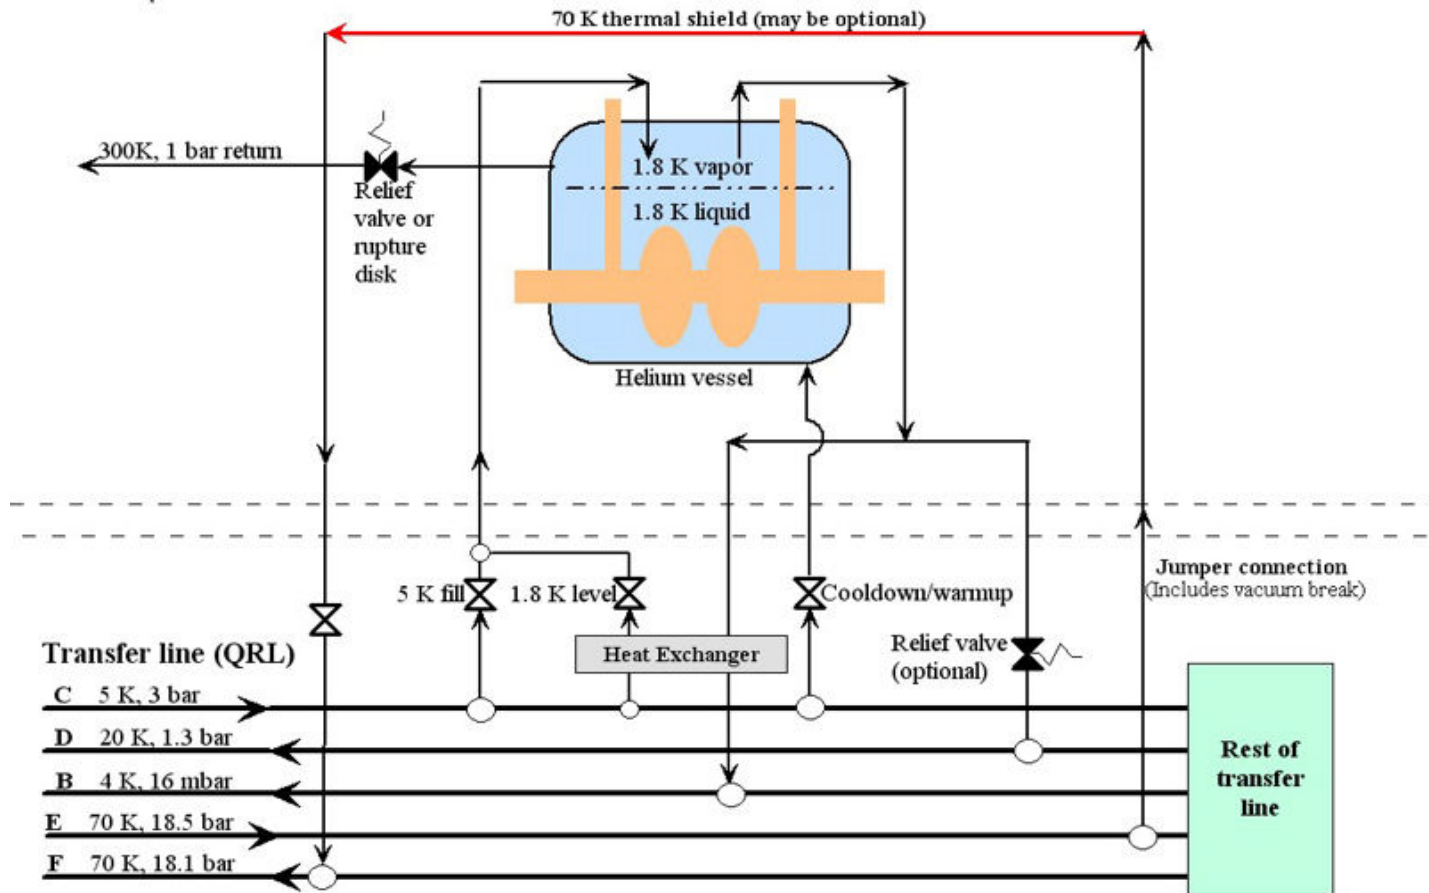 70 K thermal shield (may be optional)
300K, 1 bar return
Relief
valve or
rupture
disk
1.8 K vapor
1.8 K liquid
Helium vessel
5 K fill
1.8 K level
Cooldown/warmup
Jumper connection
(Includes vacuum break)
Heat Exchanger
Relief valve
(optional)
Transfer line (QRL)
C 5 K, 3 bar
D 20 K, 1.3 bar
B 4 K, 16 mbar
E 70 K, 18.5 bar
F 70 K, 18.1 bar
Rest of
transfer
line